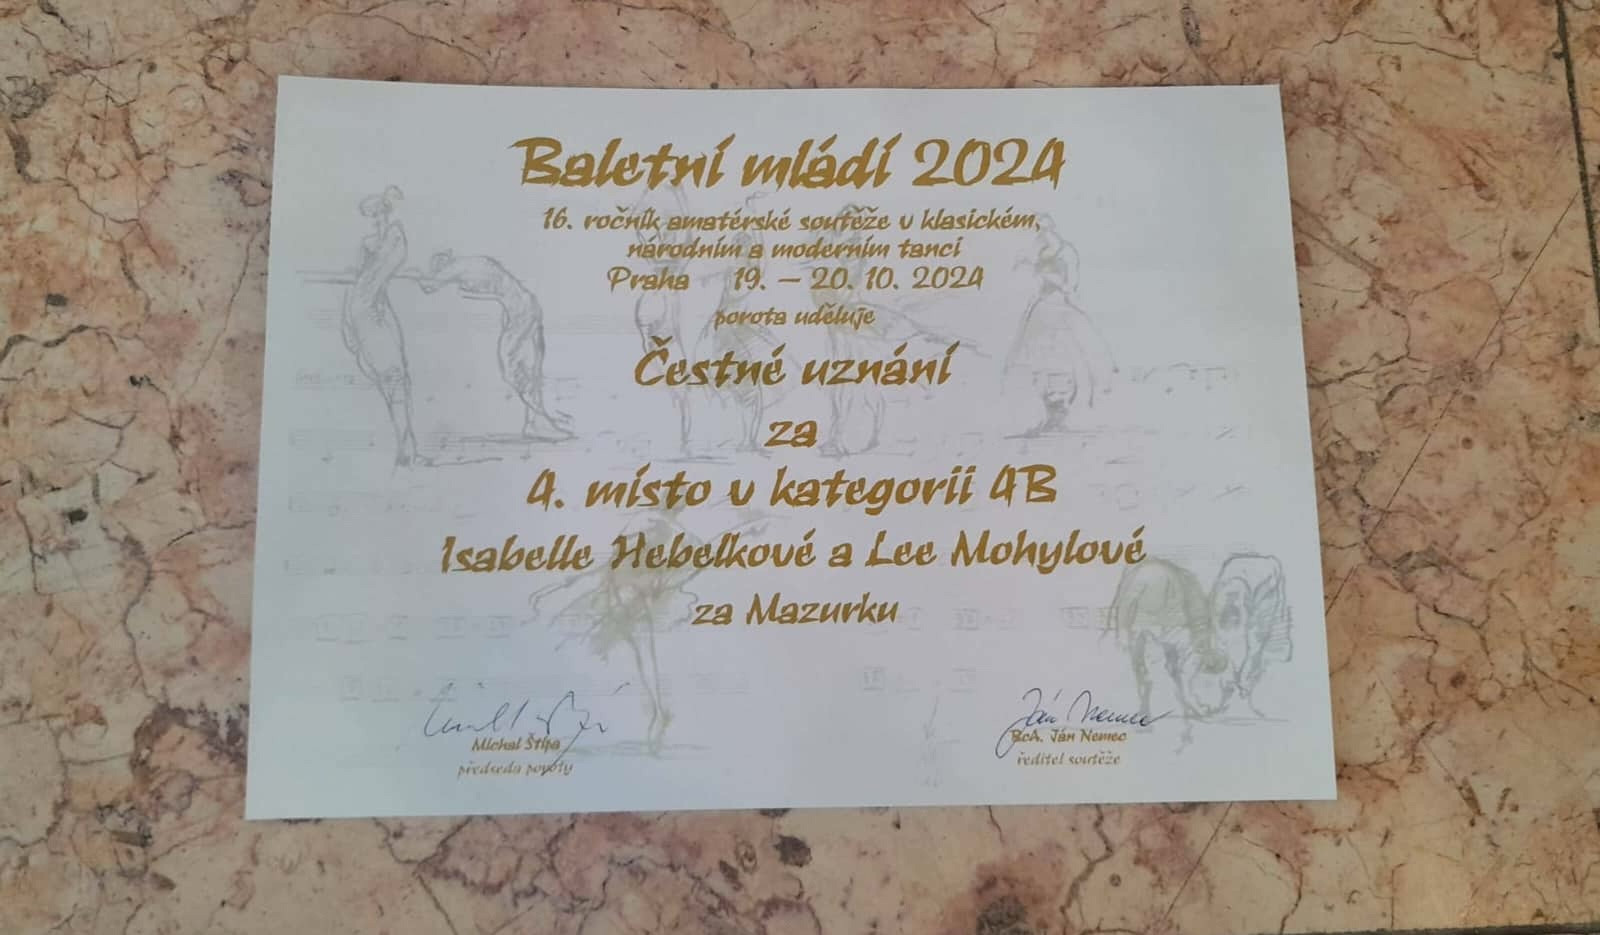 Baletní mládí 2024
16. ročník amatérské soutěže v klasickém,
národním a moderním tanci
Praha 19. – 20. 10. 2024
porota uděluje
Čestné uznání
za
4. místo v kategorii 4B
Isabelle Hebelkové a Lee Mohylové
za Mazurku
Michal Štípa
předseda poroty
Ján Nemec
BcA. Ján Nemec
ředitel soutěže